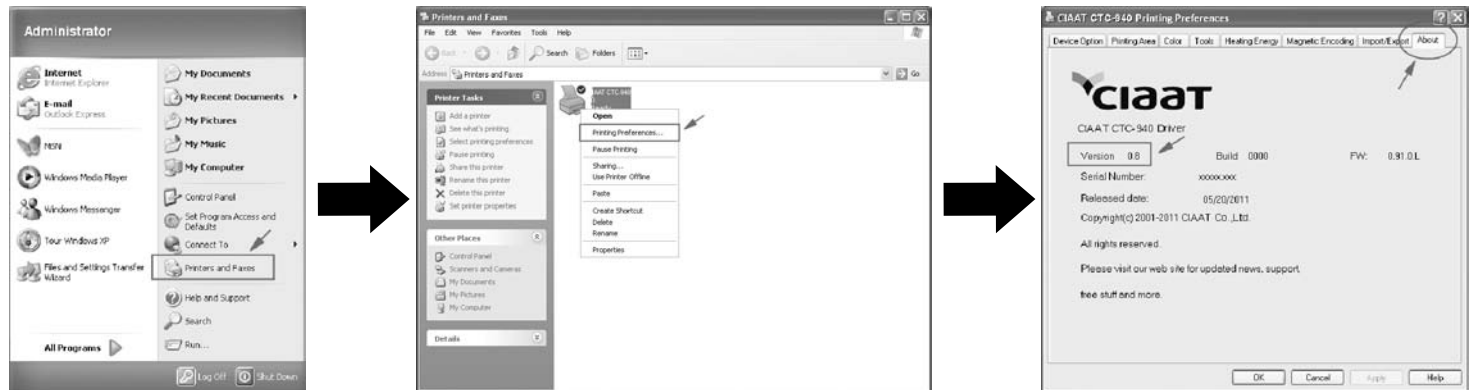 Administrator
Internet
Internet Explorer
E-mail
Outlook Express
MSN
Windows Media Player
Windows Messenger
Tour Windows XP
Files and Settings Transfer
Wizard
All Programs
My Documents
My Recent Documents
My Pictures
My Music
My Computer
Control Panel
Set Program Access and
Defaults
Connect To
Printers and Faxes
Help and Support
Search
Run...
Log Off
Shut Down
Printers and Faxes
File Edit View Favorites Tools Help
Back
Search
Folders
Address
Printers and Faxes
Go
Printer Tasks
Add a printer
See what's printing
Select printing preferences
Pause printing
Share this printer
Rename this printer
Delete this printer
Set printer properties
Other Places
Control Panel
Scanners and Cameras
My Documents
My Pictures
My Computer
Details
Open
Printing Preferences...
Pause Printing
Sharing...
Use Printer Offline
Paste
Create Shortcut
Delete
Rename
Properties
CIAAT CTC-940 Printing Preferences
Device Option Printing Area Color Tools Heating Energy Magnetic Encoding Import/Export About
CIAAT
CIAAT CTC-940 Driver
Version 0.8 Build 0000 FW: 0.91.0.L
Serial Number: xxxxx.xxx
Released date: 05/20/2011
Copyright(c) 2001-2011 CIAAT Co.,Ltd.
All rights reserved.
Please visit our web site for updated news, support
free stuff and more.
OK Cancel Apply Help